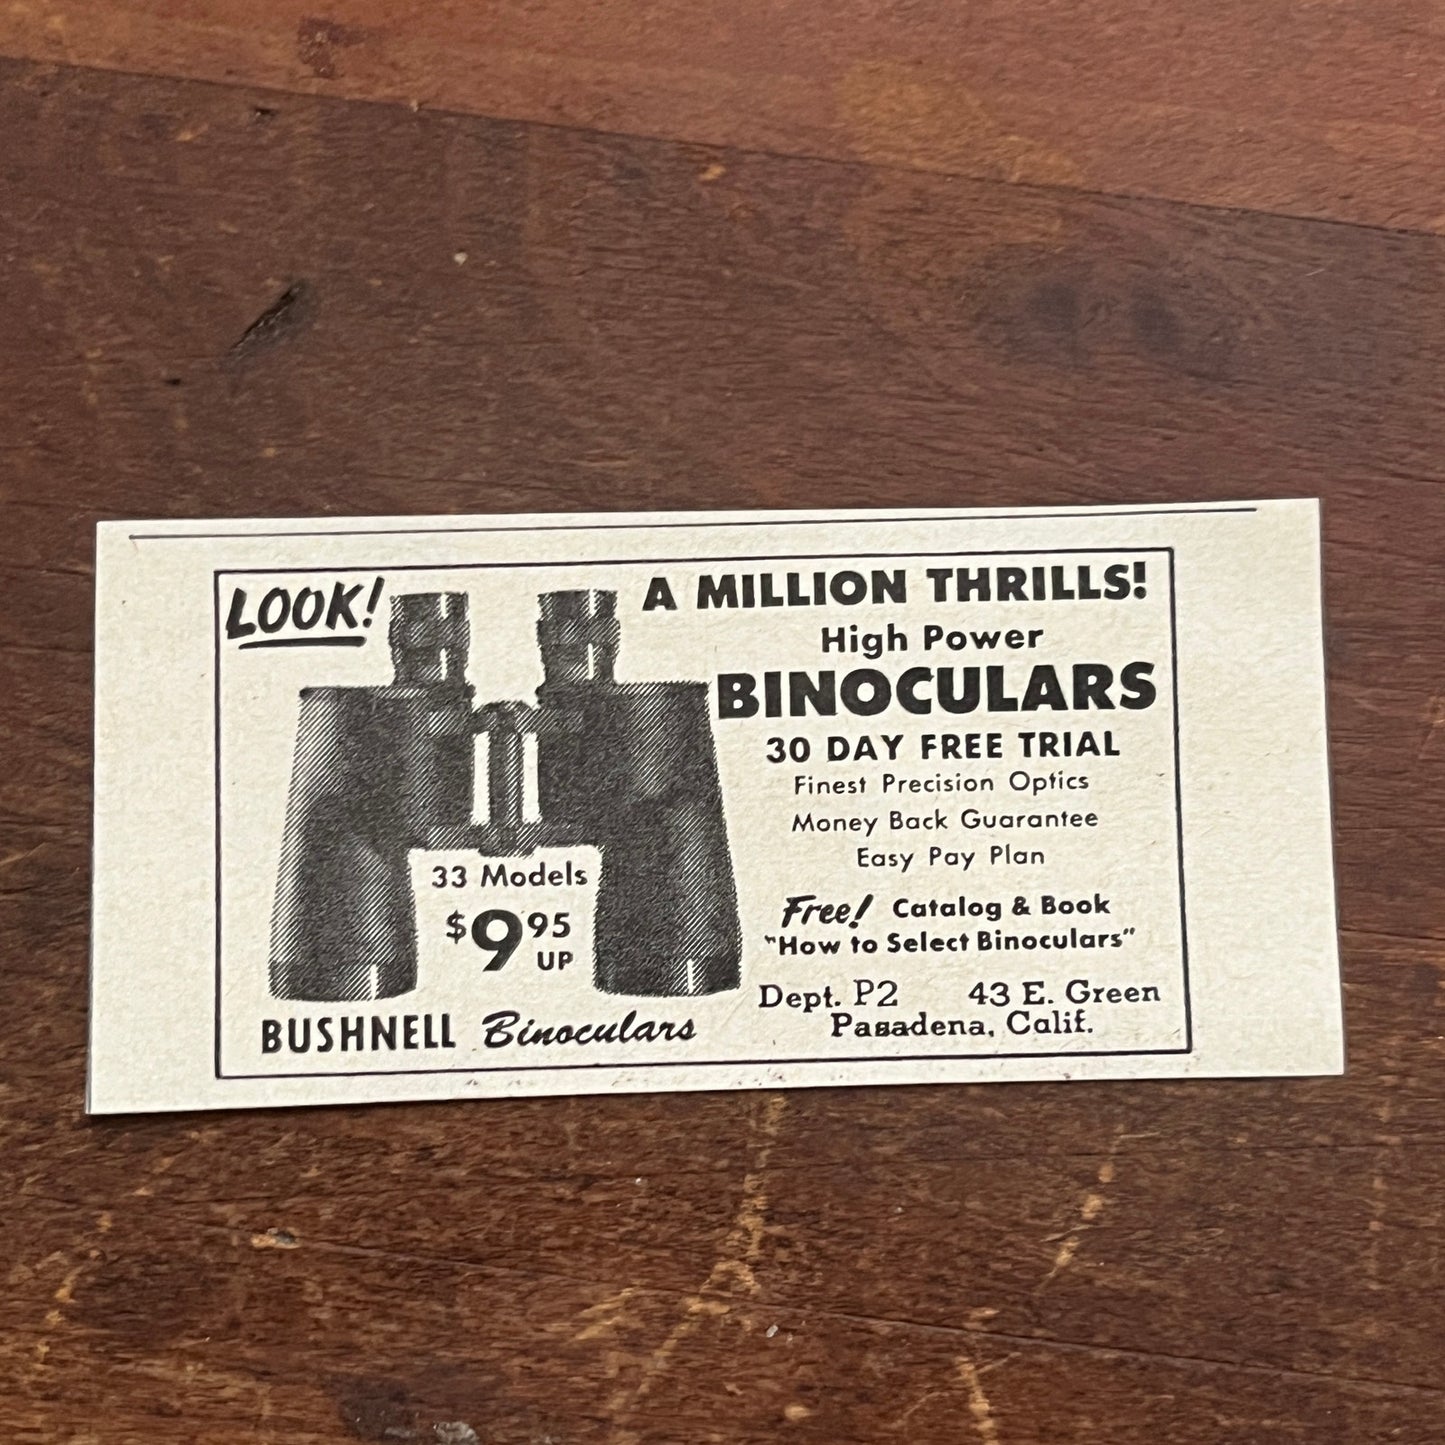 LOOK!
A MILLION THRILLS!
High Power
BINOCULARS
30 DAY FREE TRIAL
Finest Precision Optics
Money Back Guarantee
Easy Pay Plan
33 Models
$9.95
UP
Free! Catalog & Book
"How to Select Binoculars"
Dept. P2 43 E. Green
Pasadena, Calif.
BUSHNELL Binoculars